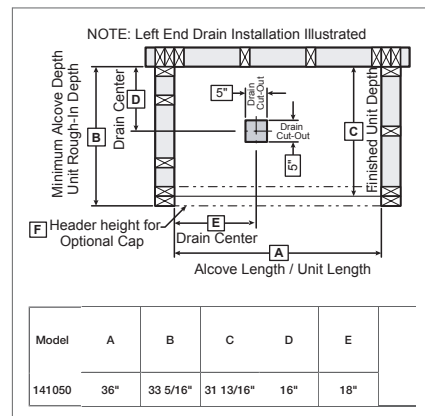 NOTE: Left End Drain Installation Illustrated
Minimum Alcove Depth
Unit Rough-In Depth
B
Drain Center
D
5"
Drain
Cut-Out
Drain
Cut-Out
5"
C
Finished Unit Depth
F Header height for
Optional Cap
E
Drain Center
A
Alcove Length / Unit Length
Model A B C D E
141050 36" 33 5/16" 31 13/16" 16" 18"